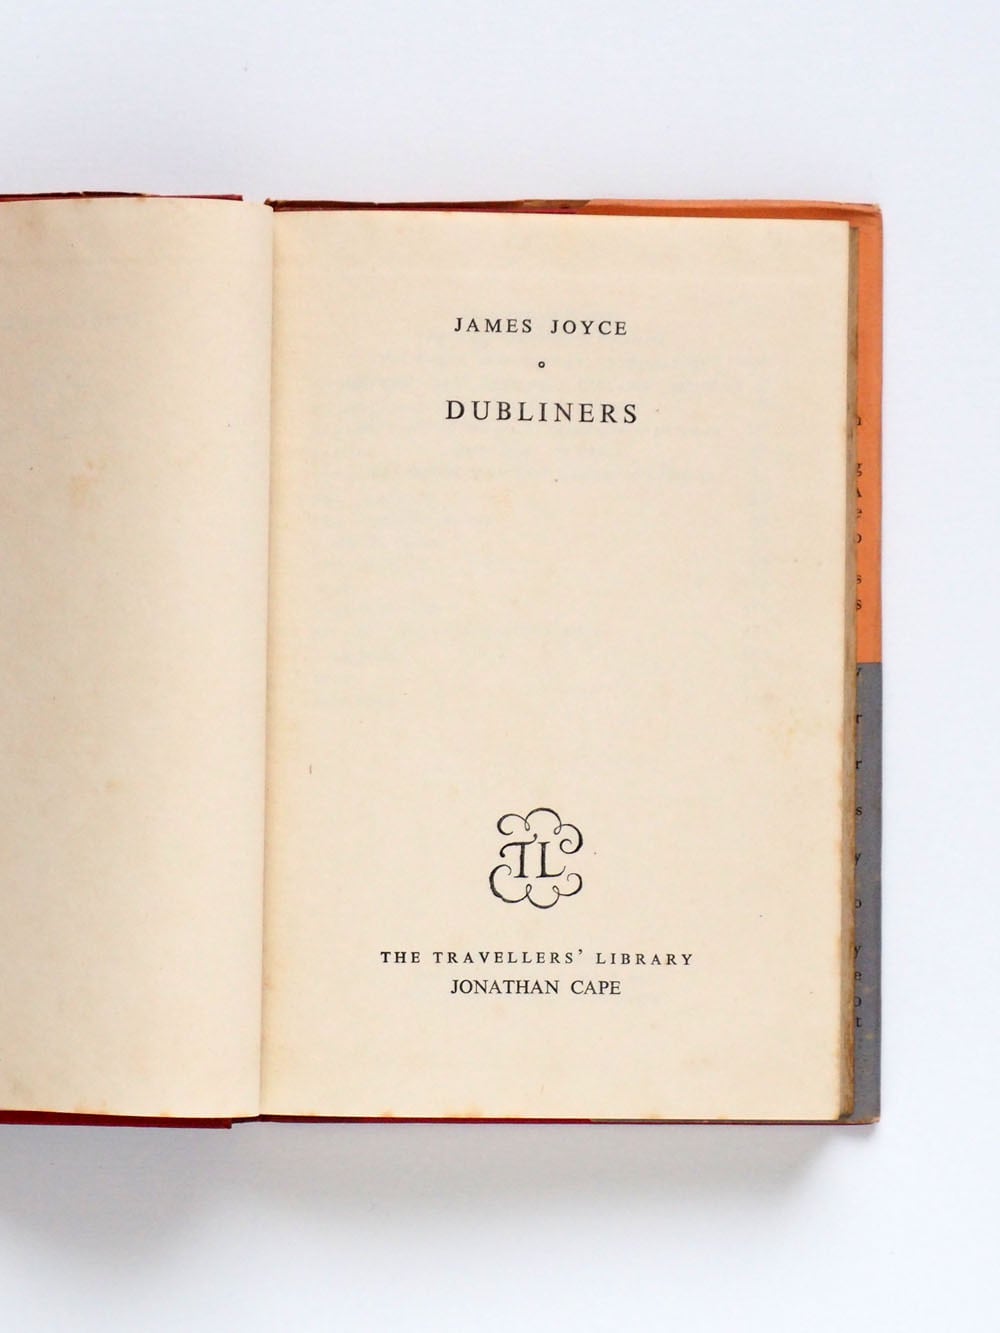 JAMES JOYCE
DUBLINERS
TL
THE TRAVELLERS' LIBRARY
JONATHAN CAPE